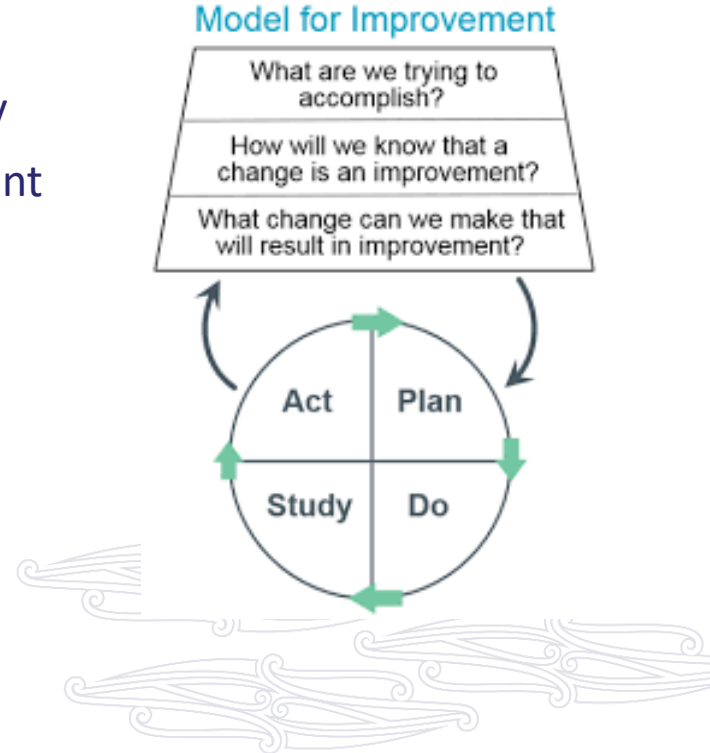 Model for Improvement
What are we trying to
accomplish?
How will we know that a
change is an improvement?
What change can we make that
will result in improvement?
Act Plan
Study Do